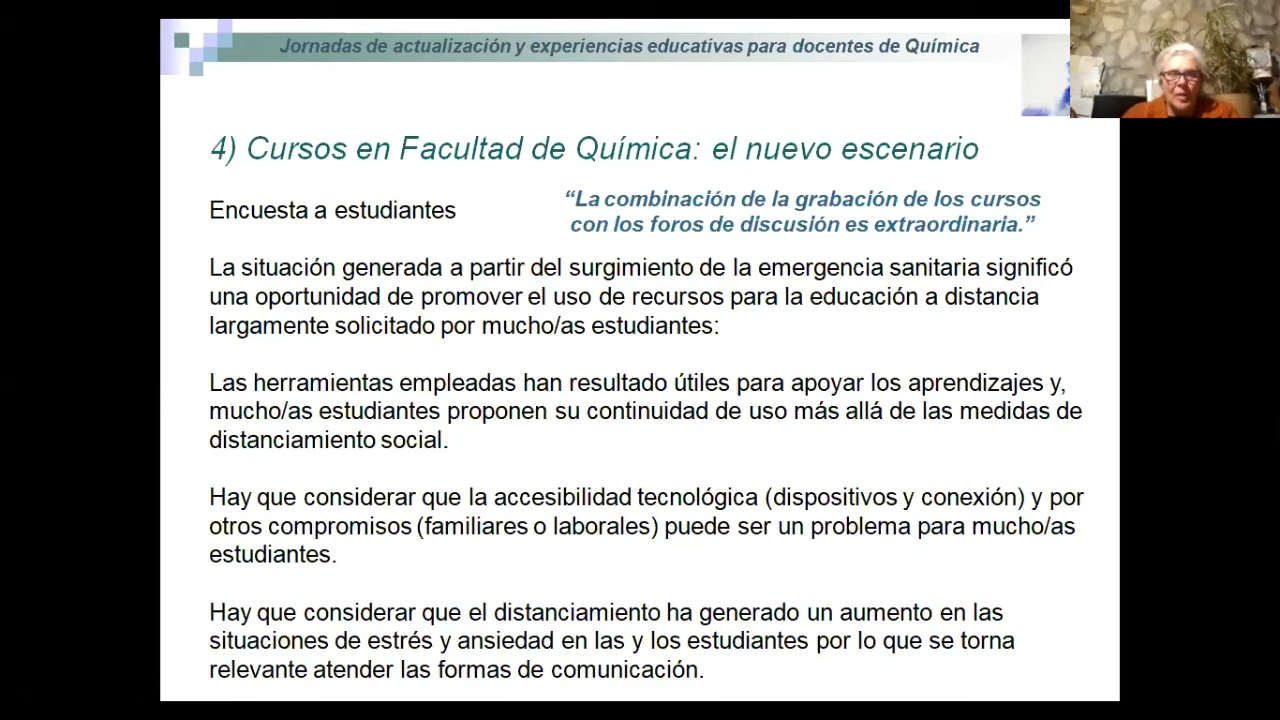 Jornadas de actualización y experiencias educativas para docentes de Química
4) Cursos en Facultad de Química: el nuevo escenario
Encuesta a estudiantes
“La combinación de la grabación de los cursos
con los foros de discusión es extraordinaria.”
La situación generada a partir del surgimiento de la emergencia sanitaria significó
una oportunidad de promover el uso de recursos para la educación a distancia
largamente solicitado por mucho/as estudiantes:
Las herramientas empleadas han resultado útiles para apoyar los aprendizajes y,
mucho/as estudiantes proponen su continuidad de uso más allá de las medidas de
distanciamiento social.
Hay que considerar que la accesibilidad tecnológica (dispositivos y conexión) y por
otros compromisos (familiares o laborales) puede ser un problema para mucho/as
estudiantes.
Hay que considerar que el distanciamiento ha generado un aumento en las
situaciones de estrés y ansiedad en las y los estudiantes por lo que se torna
relevante atender las formas de comunicación.